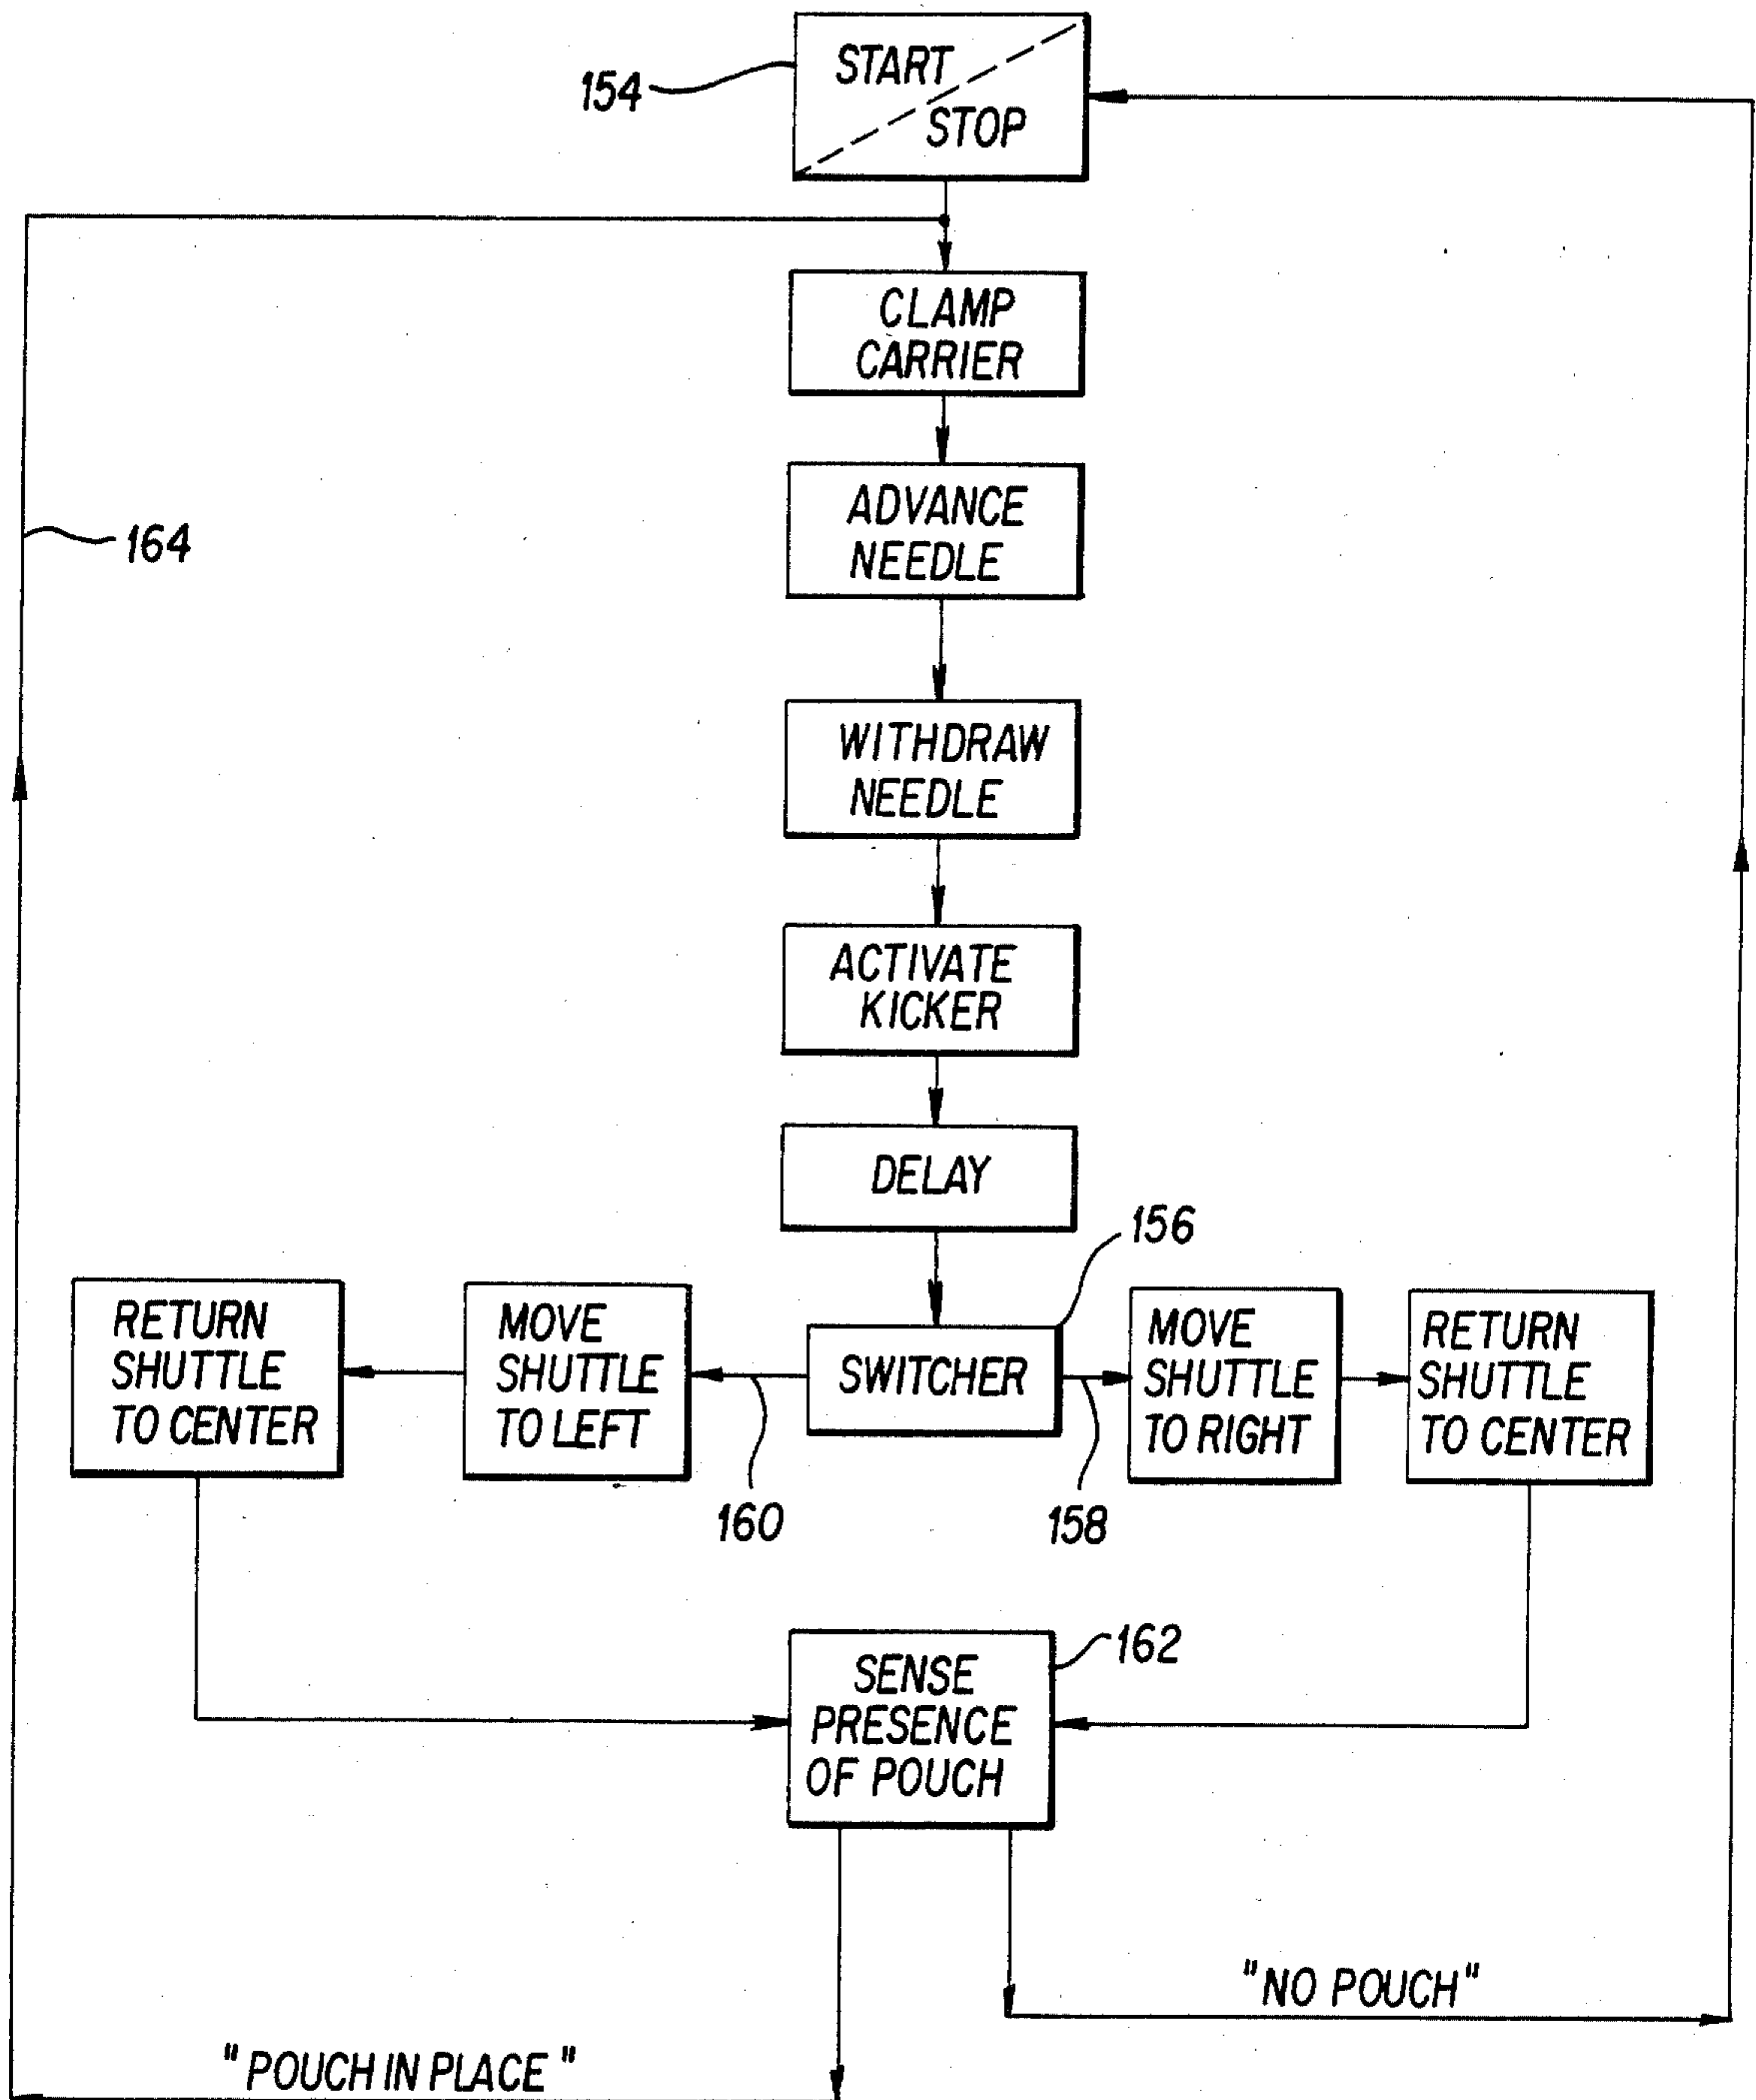 START
154
STOP
CLAMP
CARRIER
ADVANCE
NEEDLE
164
WITHDRAW
NEEDLE
ACTIVATE
KICKER
DELAY
156
RETURN
SHUTTLE
TO CENTER
MOVE
SHUTTLE
TO LEFT
SWITCHER
MOVE
SHUTTLE
TO RIGHT
RETURN
SHUTTLE
TO CENTER
160
158
162
SENSE
PRESENCE
OF POUCH
"NO POUCH"
"POUCH IN PLACE"